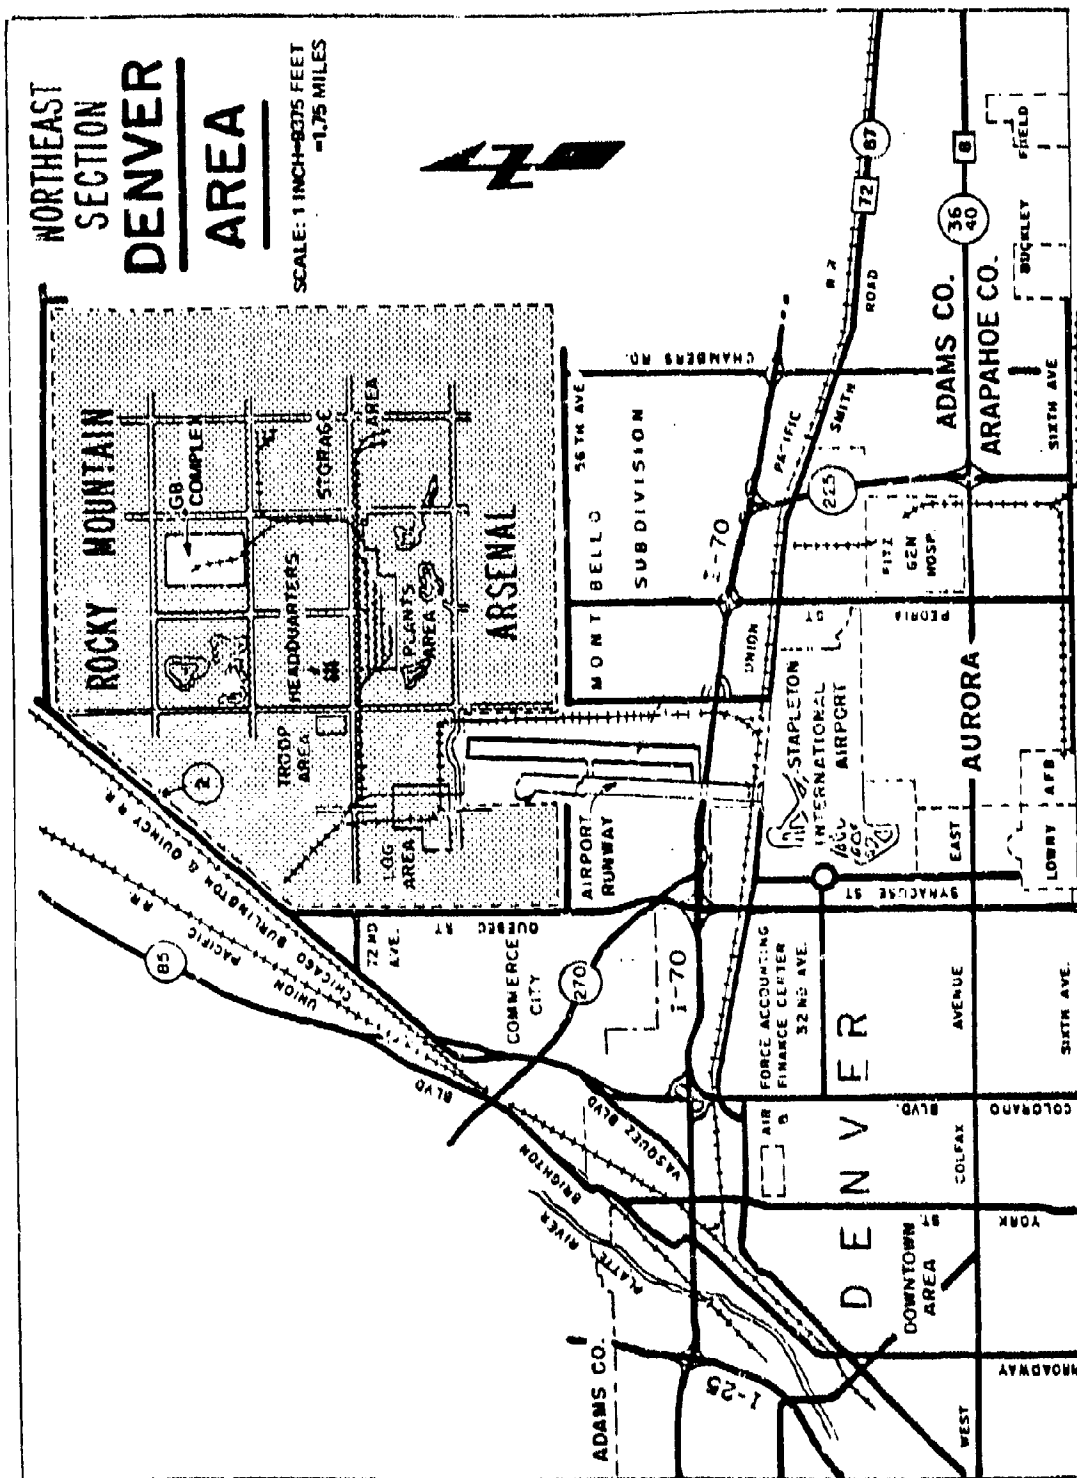 NORTHEAST
SECTION
DENVER
AREA
SCALE: 1 INCH=9375 FEET
=1.75 MILES
N
ROCKY MOUNTAIN
GB
COMPLEX
HEADQUARTERS
STORAGE
AREA
TROOP
AREA
PLANTS
AREA
ARSENAL
LOG
AREA
2
CHICAGO BURLINGTON & QUINCY R R
UNION PACIFIC RR
85
72 ND
AVE.
QUEBEC ST
COMMERCE
CITY
270
AIRPORT
RUNWAY
56 TH AVE
MONT BELLO
SUBDIVISION
CHAMBERS RD.
I-70
I-70
UNION PACIFIC R R
SMITH ROAD
72
87
225
STAPLETON
INTERNATIONAL
AIRPORT
PEORIA ST
FITZ
GEN
HOSP.
ADAMS CO.
ARAPAHOE CO.
36
40
8
BUCKLEY FIELD
SIXTH AVE
AURORA
LOWRY AFB
EAST
SYRACUSE ST
AIR FORCE ACCOUNTING
& FINANCE CENTER
32 ND AVE.
DENVER
COLORADO BLVD.
WEST COLFAX AVENUE
SIXTH AVE.
YORK ST.
BRIGHTON BLVD
VASQUEZ BLVD
PLATTE RIVER
ADAMS CO.
I-25
DOWNTOWN
AREA
BROADWAY